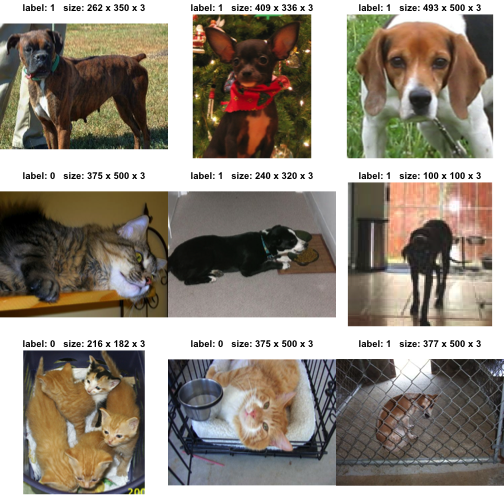 label: 1 size: 262 x 350 x 3
label: 1 size: 409 x 336 x 3
label: 1 size: 493 x 500 x 3
label: 0 size: 375 x 500 x 3
label: 1 size: 240 x 320 x 3
label: 1 size: 100 x 100 x 3
label: 0 size: 216 x 182 x 3
label: 0 size: 375 x 500 x 3
label: 1 size: 377 x 500 x 3
200